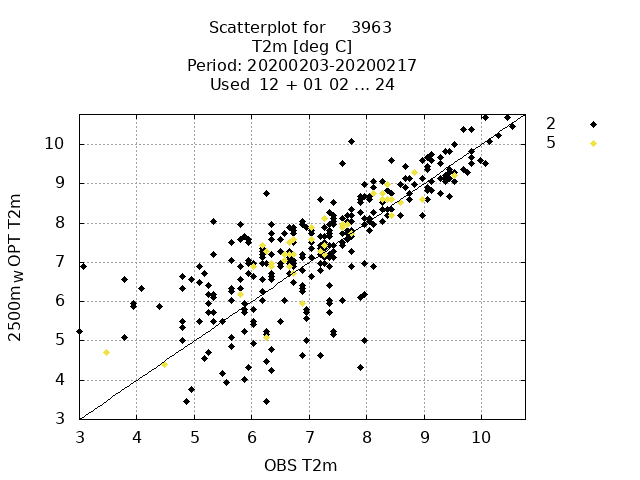 Scatterplot for 3963
T2m [deg C]
Period: 20200203-20200217
Used 12 + 01 02 ... 24
2
5
10
9
8
7
6
5
4
3
2500m_w OPT T2m
3 4 5 6 7 8 9 10
OBS T2m